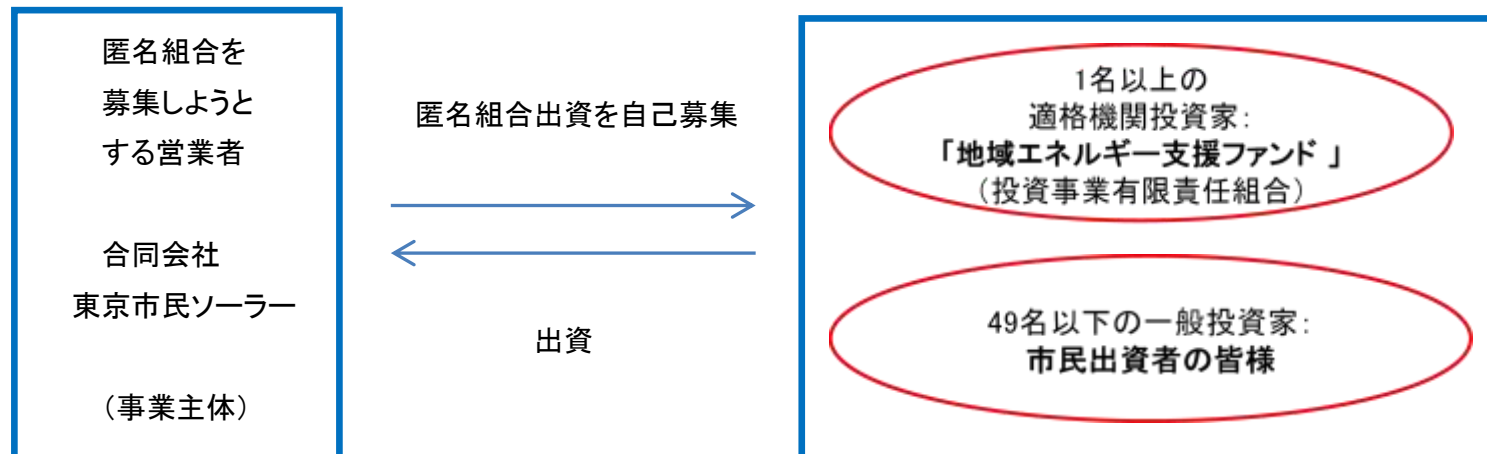 匿名組合を
募集しようと
する営業者
合同会社
東京市民ソーラー
（事業主体）
匿名組合出資を自己募集
出資
1名以上の
適格機関投資家：
「地域エネルギー支援ファンド 」
（投資事業有限責任組合）
49名以下の一般投資家：
市民出資者の皆様